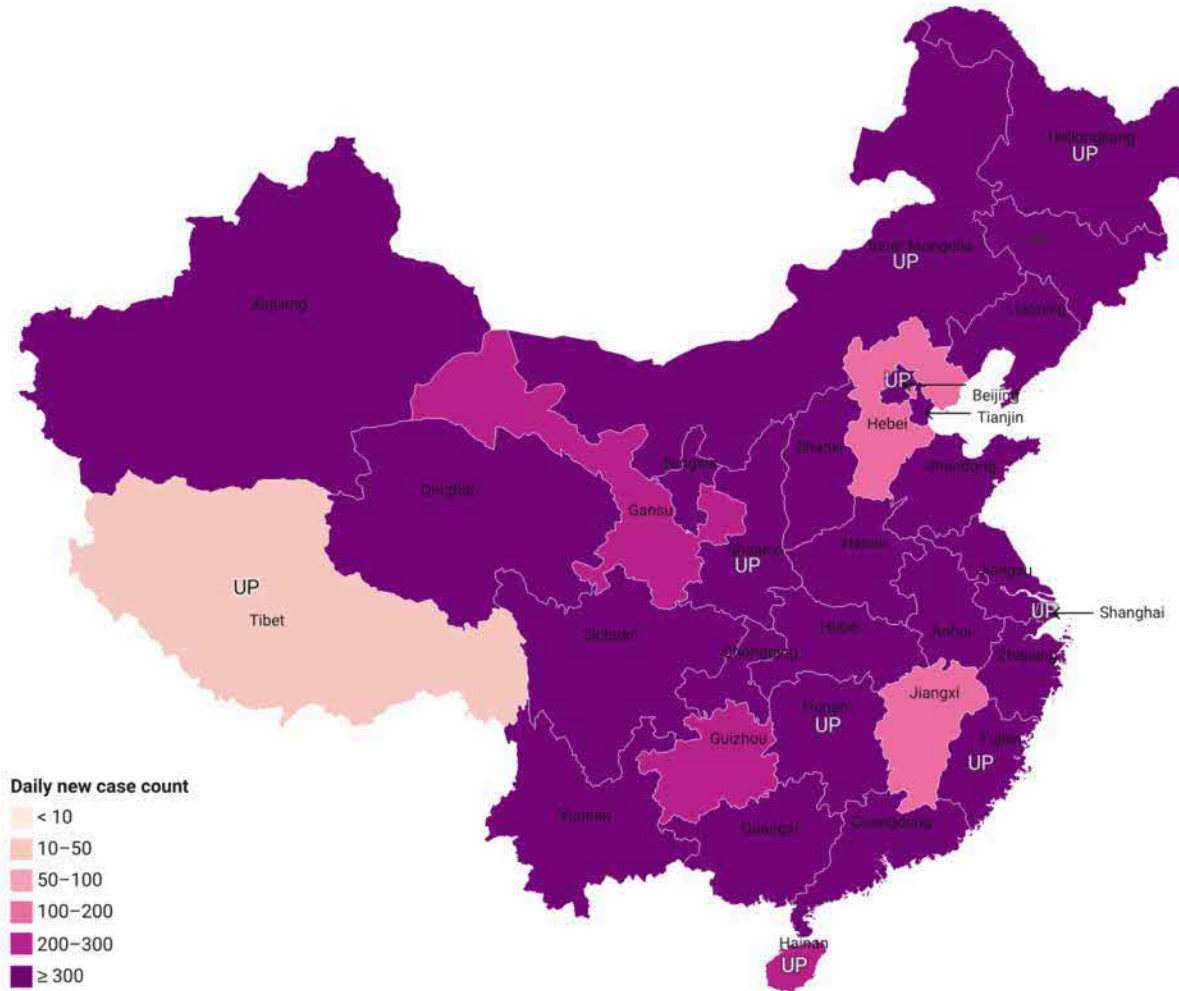 Heilongjiang
UP
Inner Mongolia
UP
Liaoning
Xinjiang
UP
Beijing
Tianjin
Hebei
Shanxi
Shandong
Ningxia
Qinghai
Gansu
Henan
Shaanxi
UP
Jiangxu
UP
Shanghai
UP
Tibet
Sichuan
Hubei
Anhui
Chongqing
Jiangxi
Hunan
UP
Guizhou
Fujian
UP
Yunnan
Guangxi
Guangdong
Hainan
UP
Daily new case count
< 10
10–50
50–100
100–200
200–300
≥ 300